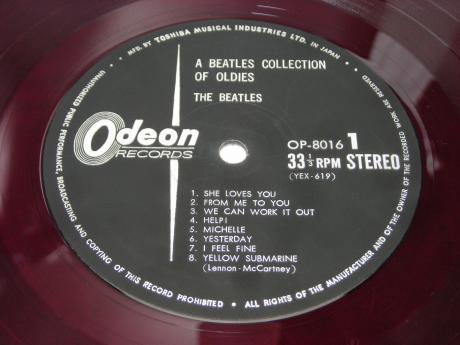 MFD. BY TOSHIBA MUSICAL INDUSTRIES LTD. IN JAPAN •
A BEATLES COLLECTION
OF OLDIES
THE BEATLES
Odeon
RECORDS
OP-8016 1
33 1/3 RPM STEREO
(YEX-619)
1. SHE LOVES YOU
2. FROM ME TO YOU
3. WE CAN WORK IT OUT
4. HELP!
5. MICHELLE
6. YESTERDAY
7. I FEEL FINE
8. YELLOW SUBMARINE
(Lennon-McCartney)
ALL RIGHTS OF THE MANUFACTURER AND OF THE OWNER OF THE RECORDED WORK ARE RESERVED
UNAUTHORIZED PUBLIC PERFORMANCE, BROADCASTING AND COPYING OF THIS RECORD PROHIBITED •